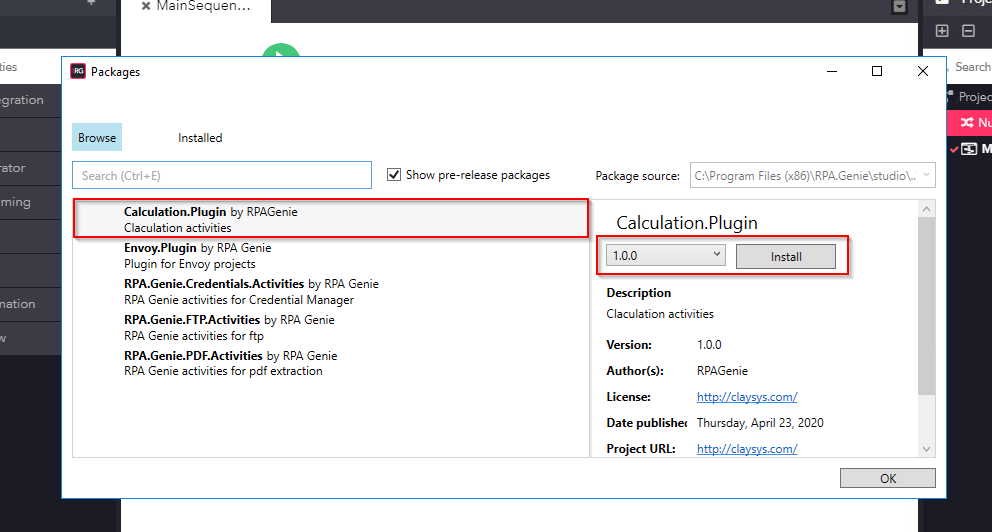 MainSequen...
Proje
ties
Search
egration
Projec
Nu
M
rator
ming
mation
w
RG
Packages
Browse
Installed
Search (Ctrl+E)
Show pre-release packages
Package source:
C:\Program Files (x86)\RPA.Genie\studio\..
Calculation.Plugin by RPAGenie
Claculation activities
Envoy.Plugin by RPA Genie
Plugin for Envoy projects
RPA.Genie.Credentials.Activities by RPA Genie
RPA Genie activities for Credential Manager
RPA.Genie.FTP.Activities by RPA Genie
RPA Genie activities for ftp
RPA.Genie.PDF.Activities by RPA Genie
RPA Genie activities for pdf extraction
Calculation.Plugin
1.0.0
Install
Description
Claculation activities
Version: 1.0.0
Author(s): RPAGenie
License: http://claysys.com/
Date published Thursday, April 23, 2020
Project URL: http://claysys.com/
OK